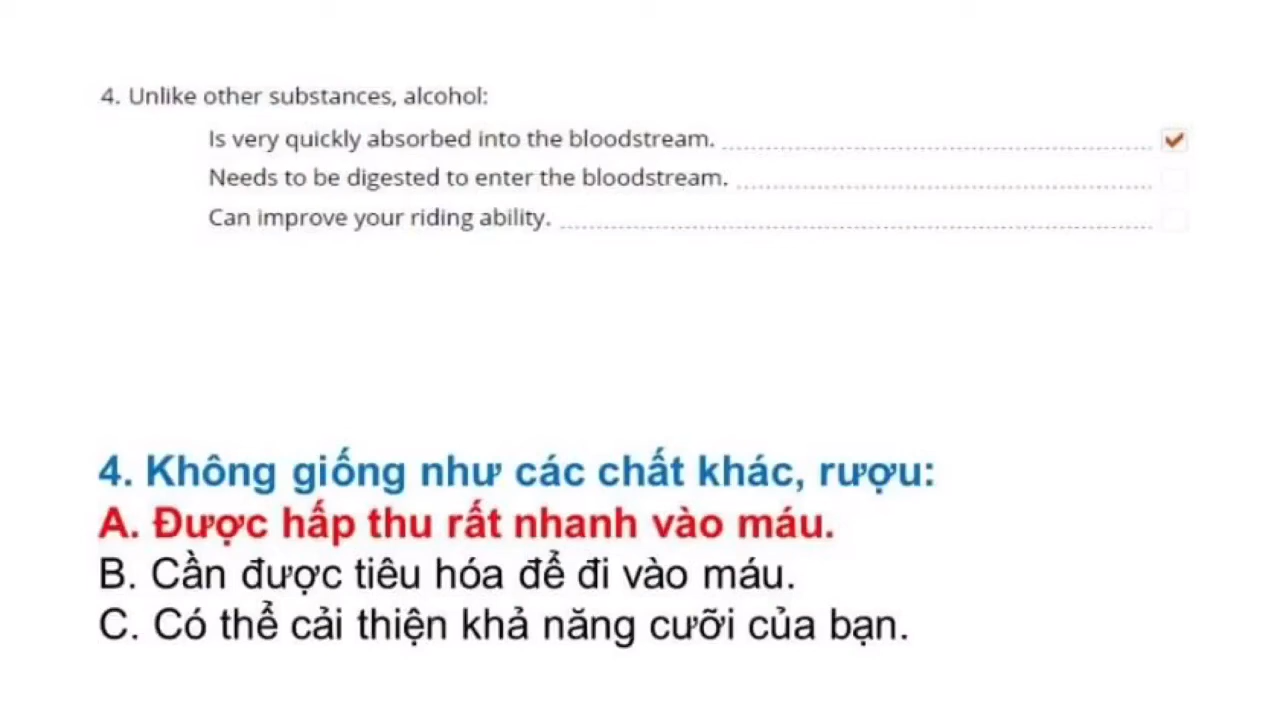 4. Unlike other substances, alcohol:
Is very quickly absorbed into the bloodstream.
Needs to be digested to enter the bloodstream.
Can improve your riding ability.
4. Không giống như các chất khác, rượu:
A. Được hấp thu rất nhanh vào máu.
B. Cần được tiêu hóa để đi vào máu.
C. Có thể cải thiện khả năng cưỡi của bạn.